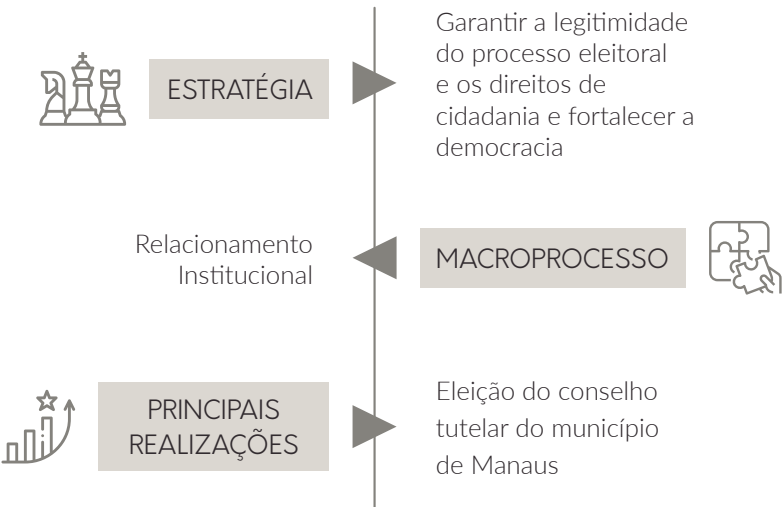 ESTRATÉGIA
Garantir a legitimidade
do processo eleitoral
e os direitos de
cidadania e fortalecer a
democracia
MACROPROCESSO
Relacionamento
Institucional
PRINCIPAIS
REALIZAÇÕES
Eleição do conselho
tutelar do município
de Manaus